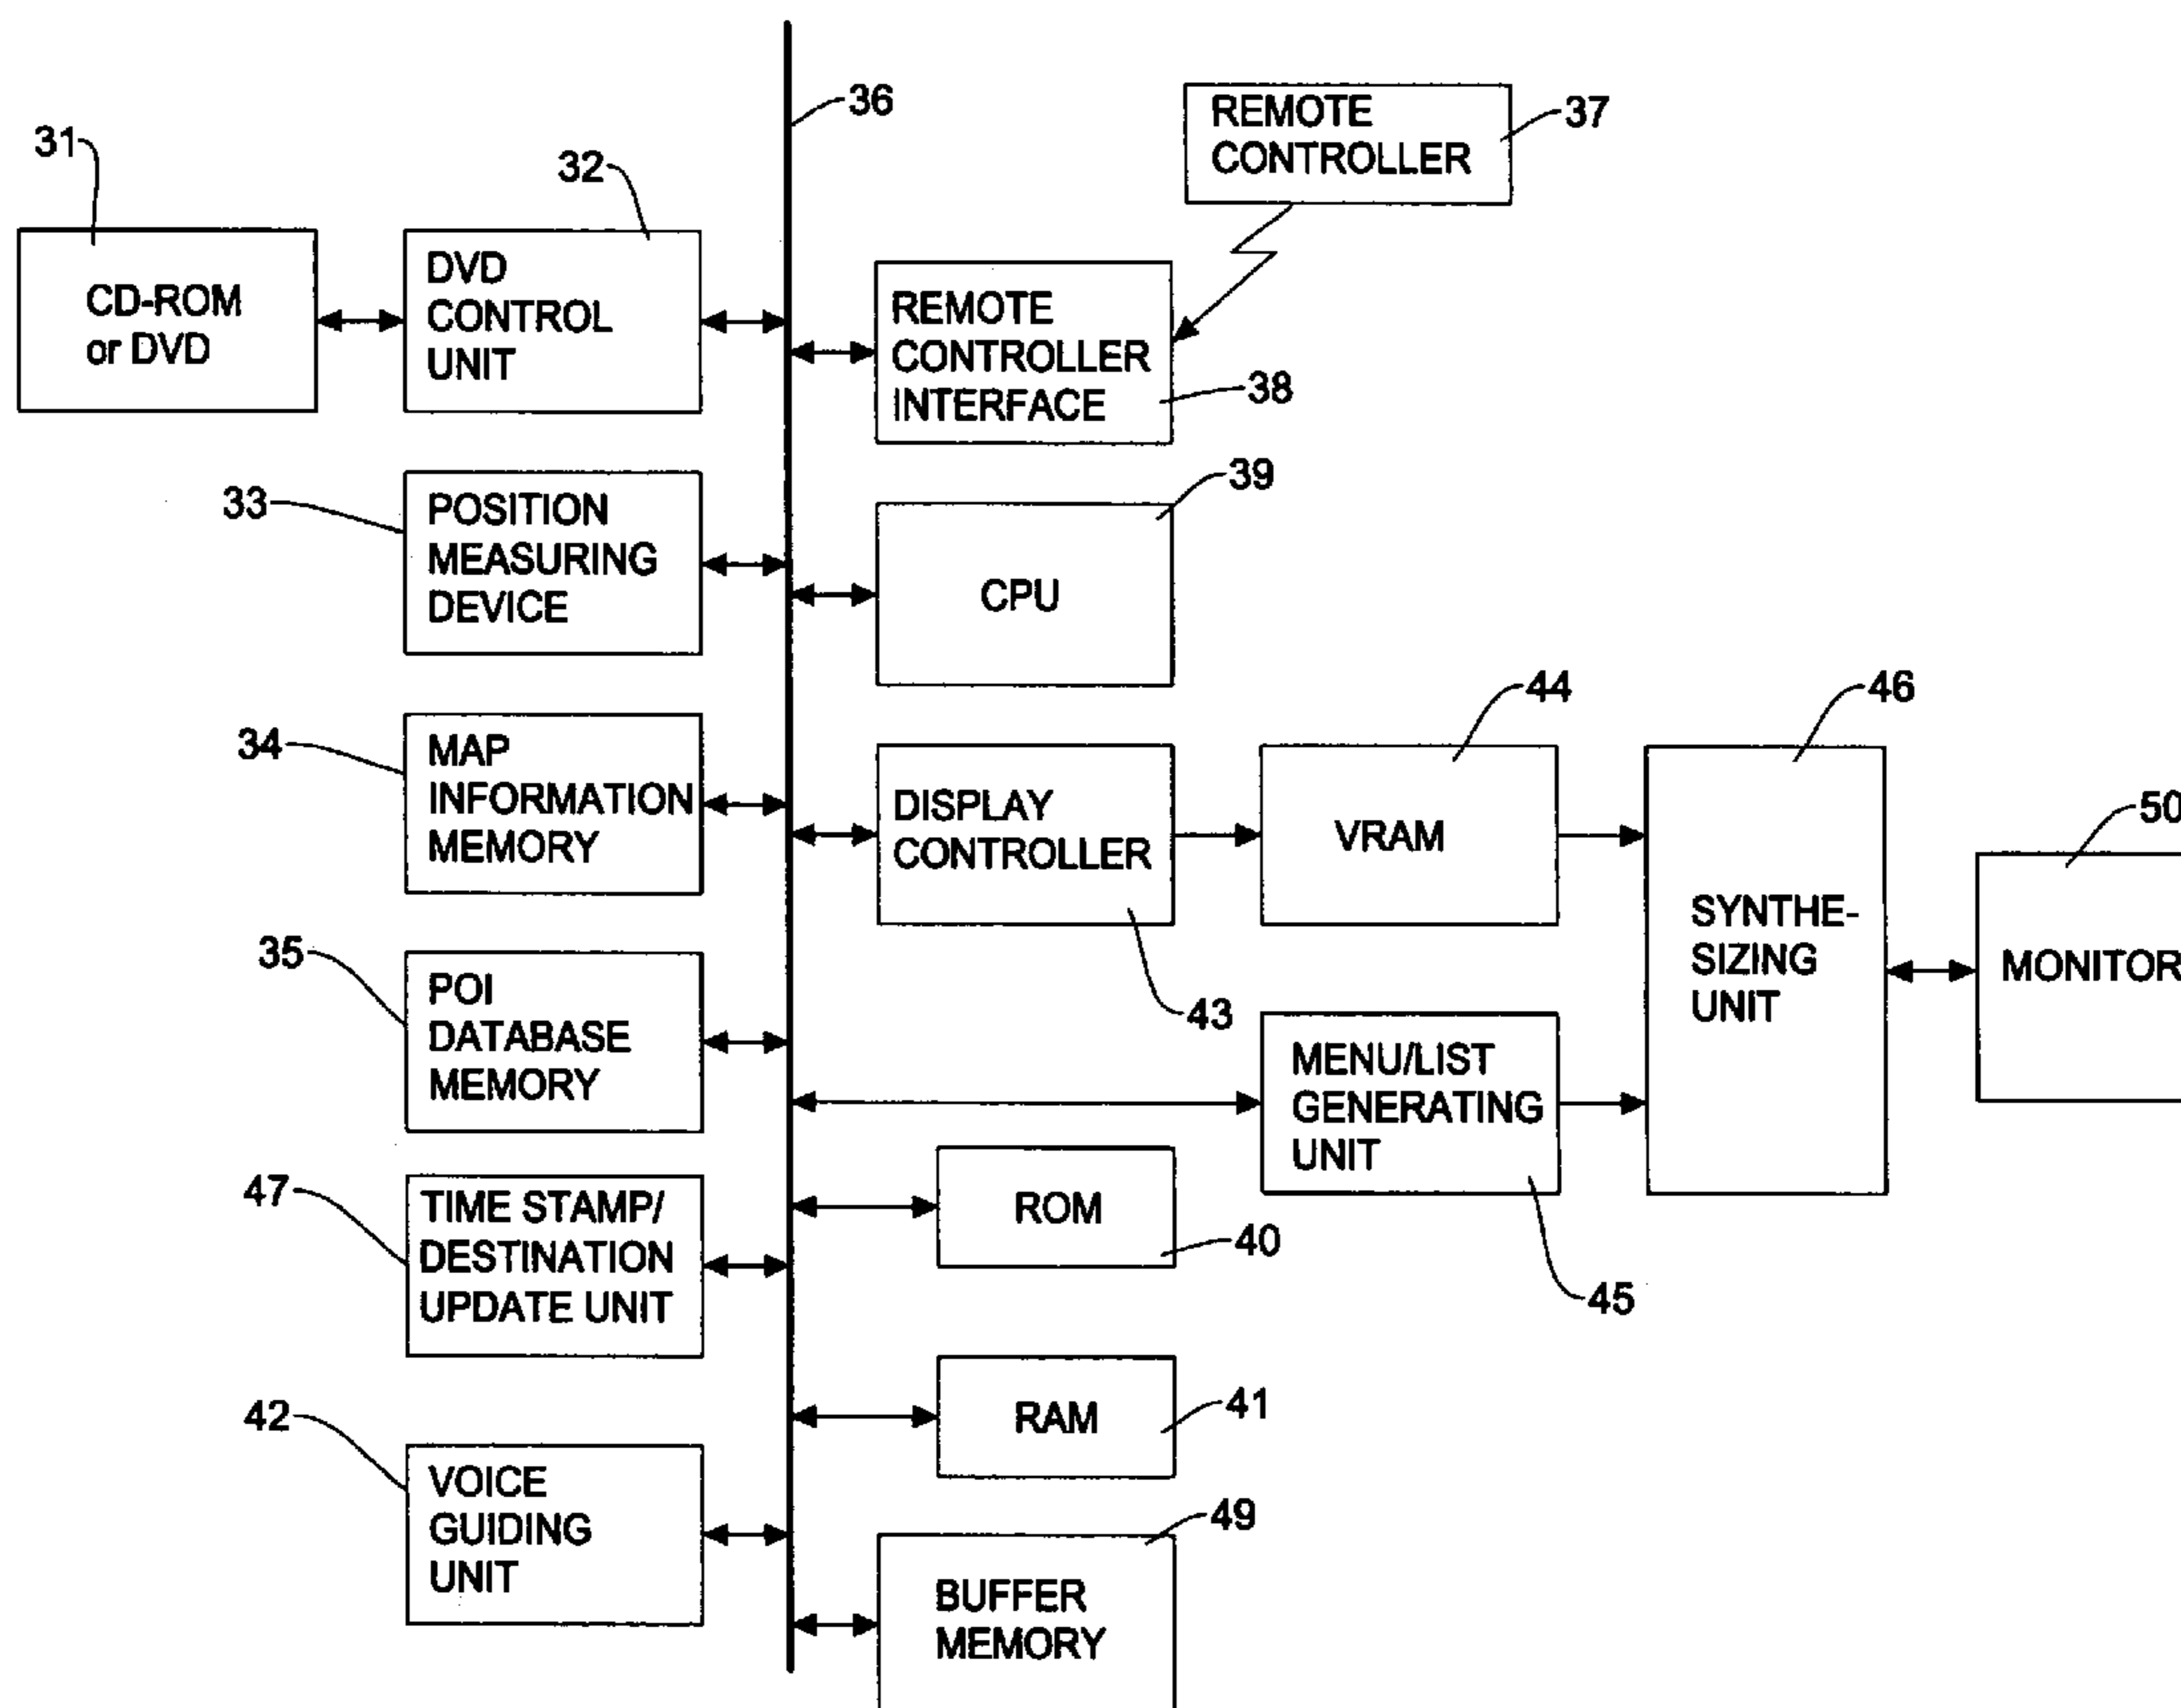 36
REMOTE
CONTROLLER
37
31
32
CD-ROM
or DVD
DVD
CONTROL
UNIT
REMOTE
CONTROLLER
INTERFACE
38
33
POSITION
MEASURING
DEVICE
39
CPU
34
MAP
INFORMATION
MEMORY
DISPLAY
CONTROLLER
43
44
VRAM
46
SYNTHE-
SIZING
UNIT
50
MONITOR
35
POI
DATABASE
MEMORY
MENU/LIST
GENERATING
UNIT
45
47
TIME STAMP/
DESTINATION
UPDATE UNIT
ROM
40
RAM
41
42
VOICE
GUIDING
UNIT
49
BUFFER
MEMORY